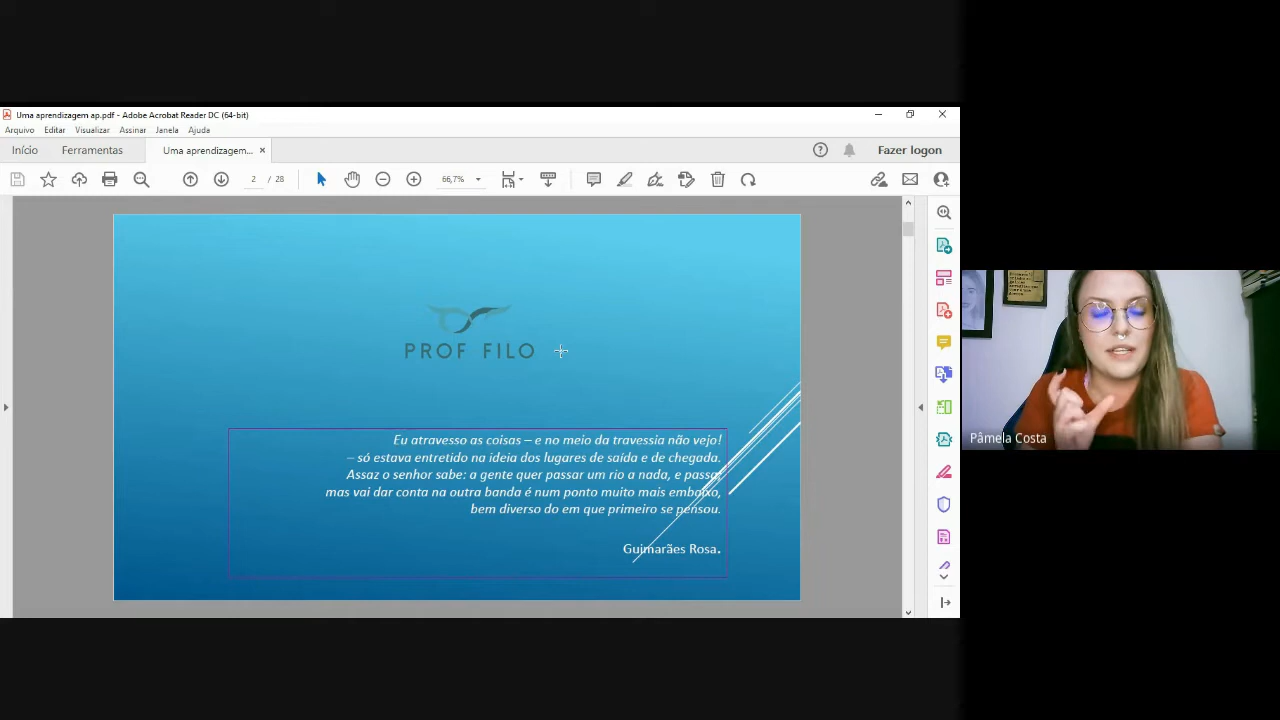 Uma aprendizagem ap.pdf - Adobe Acrobat Reader DC (64-bit)
Arquivo Editar Visualizar Assinar Janela Ajuda
Início Ferramentas Uma aprendizagem... Fazer logon
2 / 28 66,7%
PROF FILO
Eu atravesso as coisas – e no meio da travessia não vejo!
– só estava entretido na ideia dos lugares de saída e de chegada.
Assaz o senhor sabe: a gente quer passar um rio a nado, e passa;
mas vai dar conta na outra banda é num ponto muito mais embaixo,
bem diverso do em que primeiro se pensou.
Guimarães Rosa.
Pâmela Costa